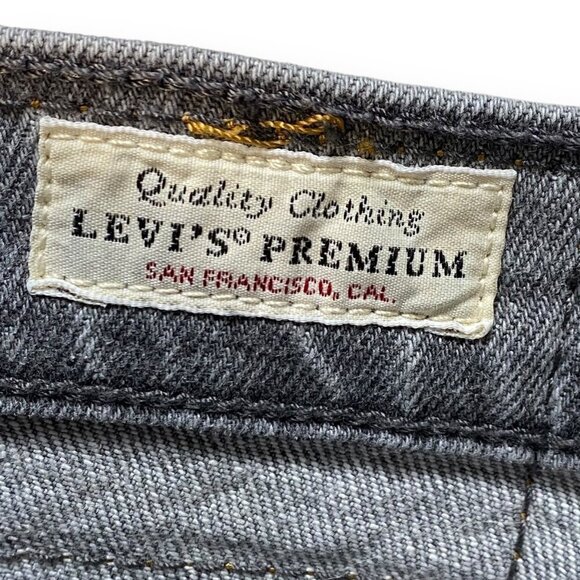 Quality Clothing
LEVI'S® PREMIUM
SAN FRANCISCO, CAL.